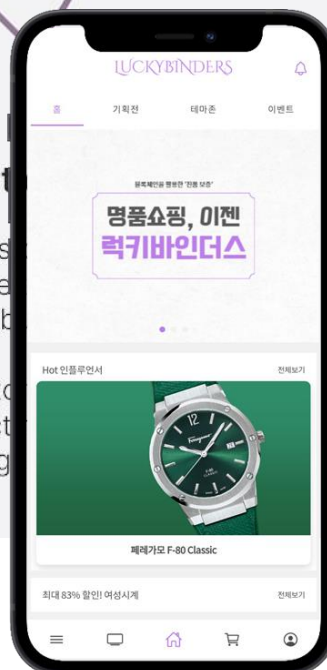 LUCKYBINDERS
홈 기획전 테마존 이벤트
블록체인을 활용한 '진품 보증'
명품쇼핑, 이젠
럭키바인더스
Hot 인플루언서 전체보기
12
Ferragamo
F-80
CLASSIC
페레가모 F-80 Classic
최대 83% 할인! 여성시계 전체보기